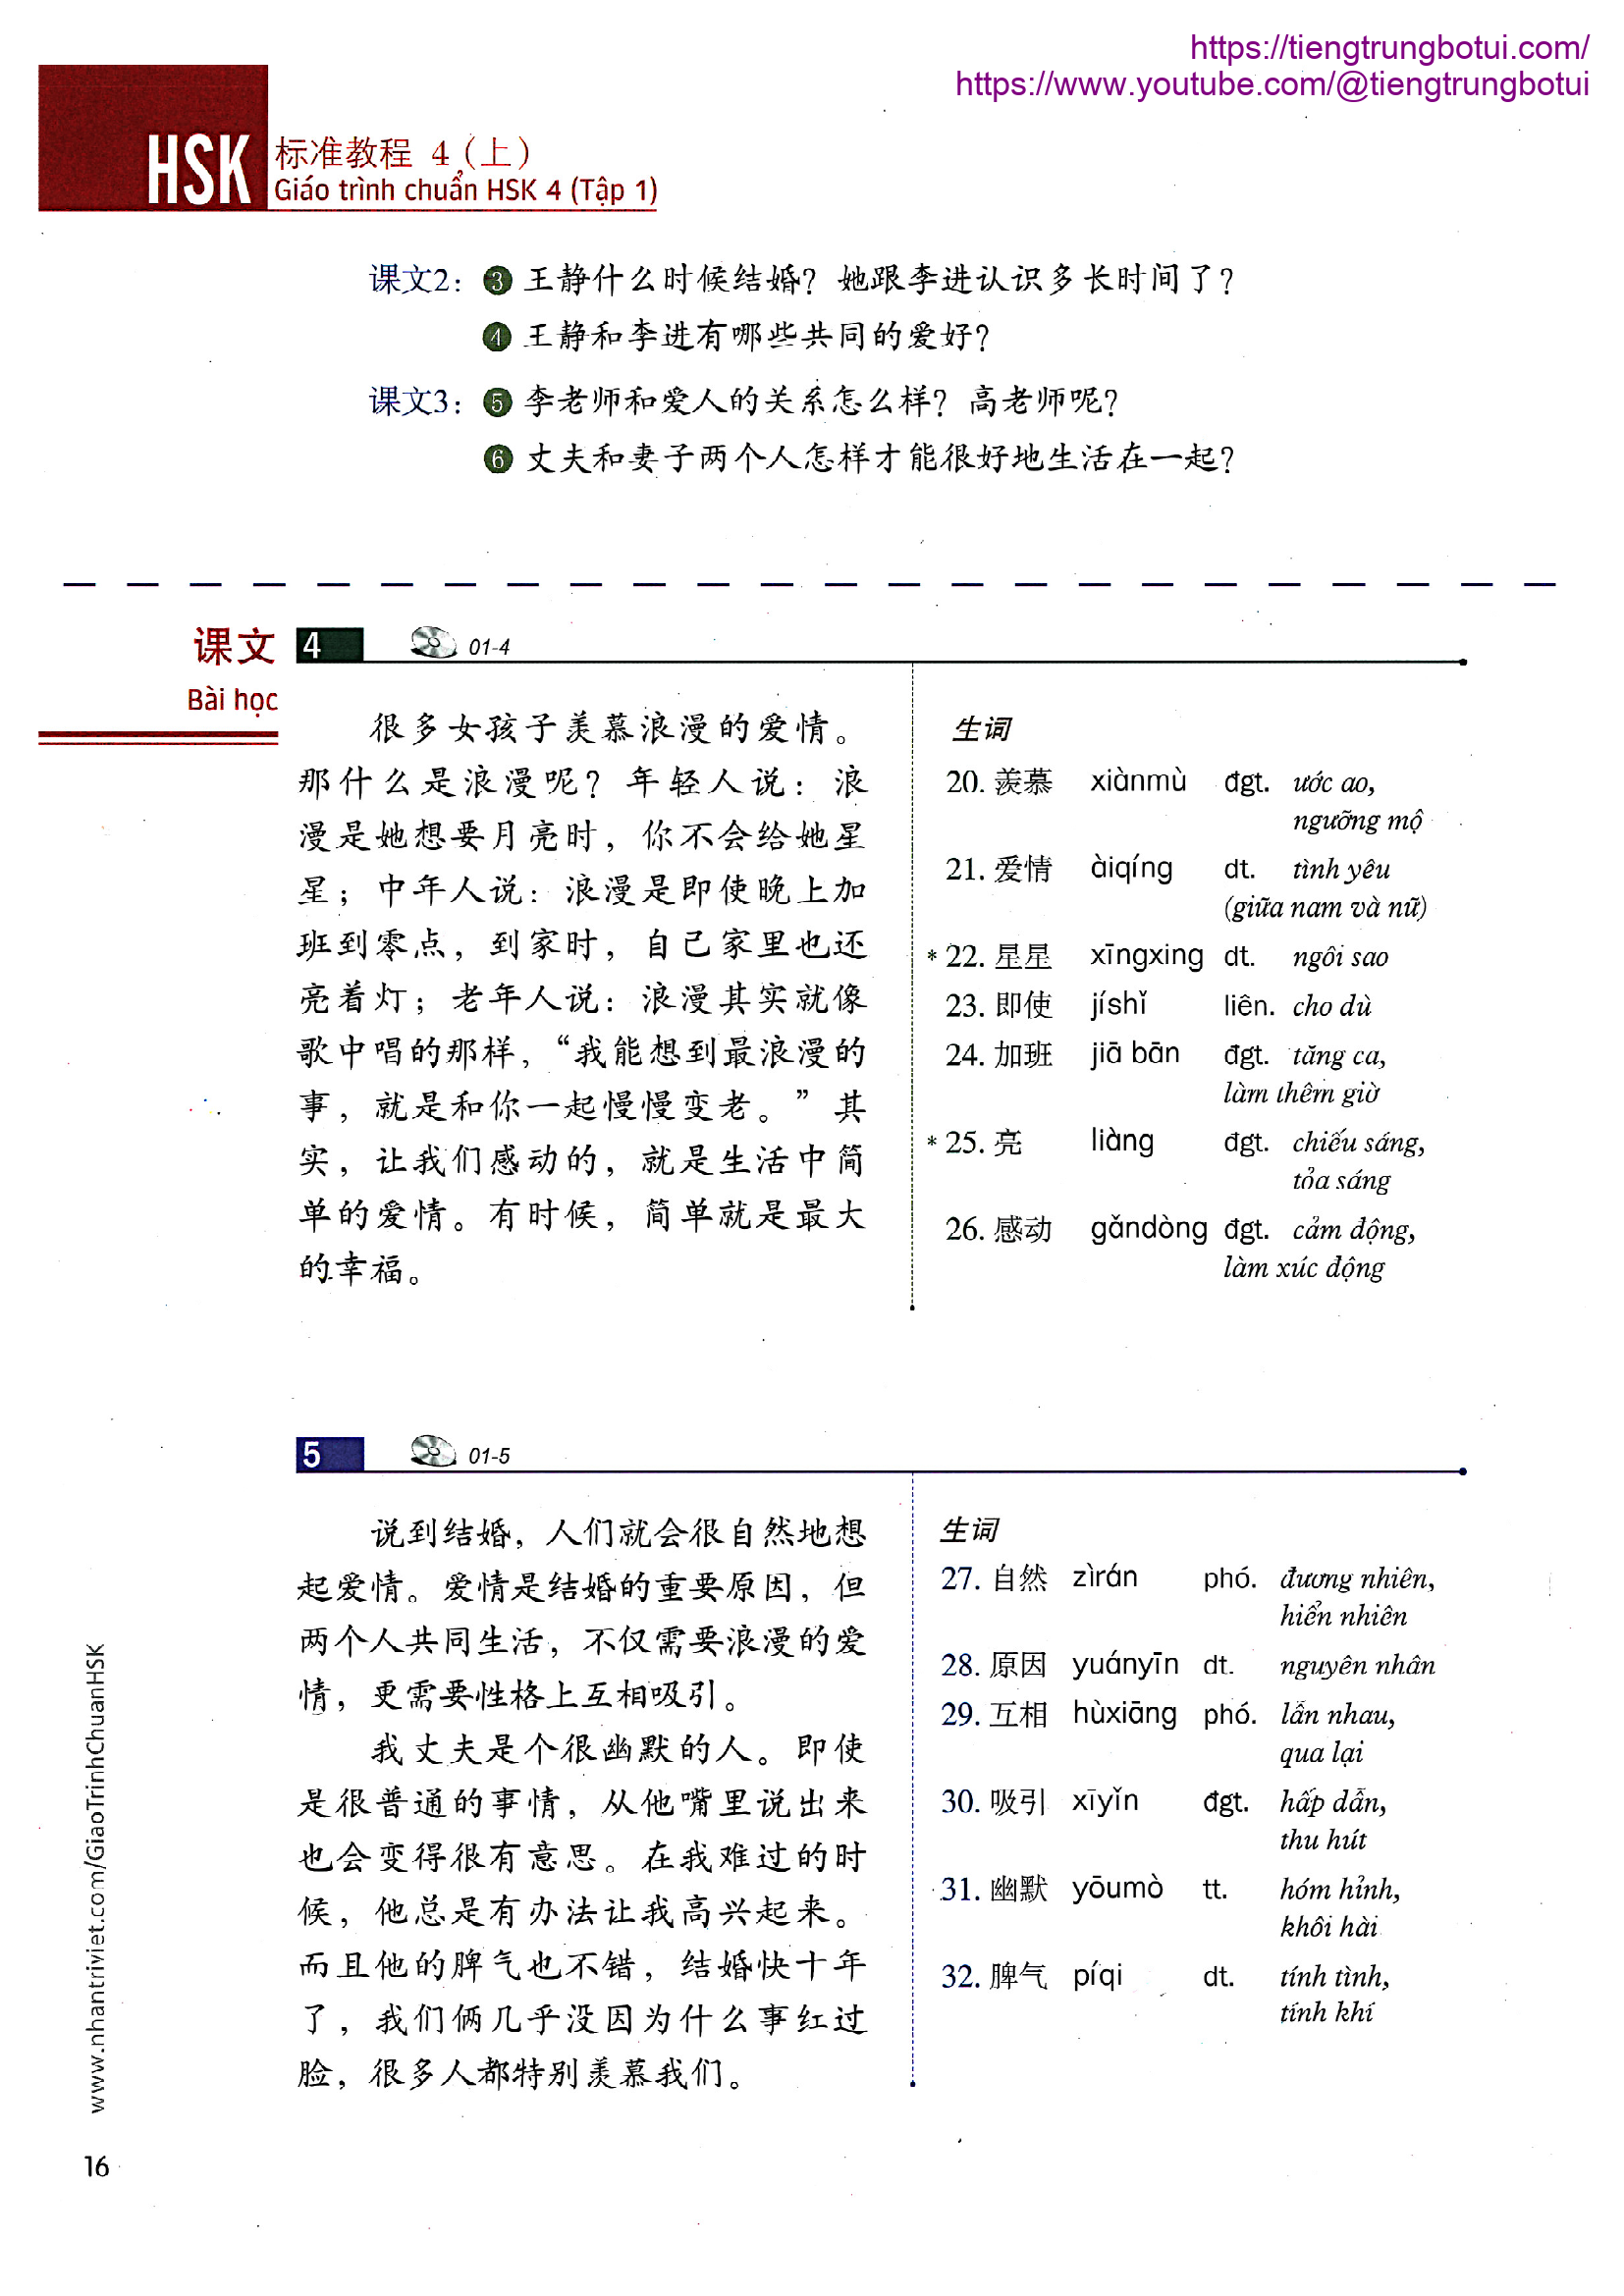 https://tiengtrungbotui.com/
https://www.youtube.com/@tiengtrungbotui
HSK 标准教程 4（上）
Giáo trình chuẩn HSK 4 (Tập 1)
课文2： 3 王静什么时候结婚？她跟李进认识多长时间了？
4 王静和李进有哪些共同的爱好？
课文3： 5 李老师和爱人的关系怎么样？高老师呢？
6 丈夫和妻子两个人怎样才能很好地生活在一起？
课文 4 01-4
Bài học
很多女孩子羡慕浪漫的爱情。
那什么是浪漫呢？年轻人说：浪
漫是她想要月亮时，你不会给她星
星；中年人说：浪漫是即使晚上加
班到零点，到家时，自己家里也还
亮着灯；老年人说：浪漫其实就像
歌中唱的那样，“我能想到最浪漫的
事，就是和你一起慢慢变老。”其
实，让我们感动的，就是生活中简
单的爱情。有时候，简单就是最大
的幸福。
生词
20. 羡慕 xiànmù đgt. ước ao,
ngưỡng mộ
21. 爱情 àiqíng dt. tình yêu
(giữa nam và nữ)
* 22. 星星 xīngxing dt. ngôi sao
23. 即使 jíshǐ liên. cho dù
24. 加班 jiā bān đgt. tăng ca,
làm thêm giờ
* 25. 亮 liàng đgt. chiếu sáng,
tỏa sáng
26. 感动 gǎndòng đgt. cảm động,
làm xúc động
5 01-5
说到结婚，人们就会很自然地想
起爱情。爱情是结婚的重要原因，但
两个人共同生活，不仅需要浪漫的爱
情，更需要性格上互相吸引。
我丈夫是个很幽默的人。即使
是很普通的事情，从他嘴里说出来
也会变得很有意思。在我难过的时
候，他总是有办法让我高兴起来。
而且他的脾气也不错，结婚快十年
了，我们俩几乎没因为什么事红过
脸，很多人都特别羡慕我们。
生词
27. 自然 zìrán phó. đương nhiên,
hiển nhiên
28. 原因 yuányīn dt. nguyên nhân
29. 互相 hùxiāng phó. lẫn nhau,
qua lại
30. 吸引 xīyǐn đgt. hấp dẫn,
thu hút
31. 幽默 yōumò tt. hóm hỉnh,
khôi hài
32. 脾气 píqi dt. tính tình,
tính khí
www.nhantriviet.com/GiaoTrinhChuanHSK
16